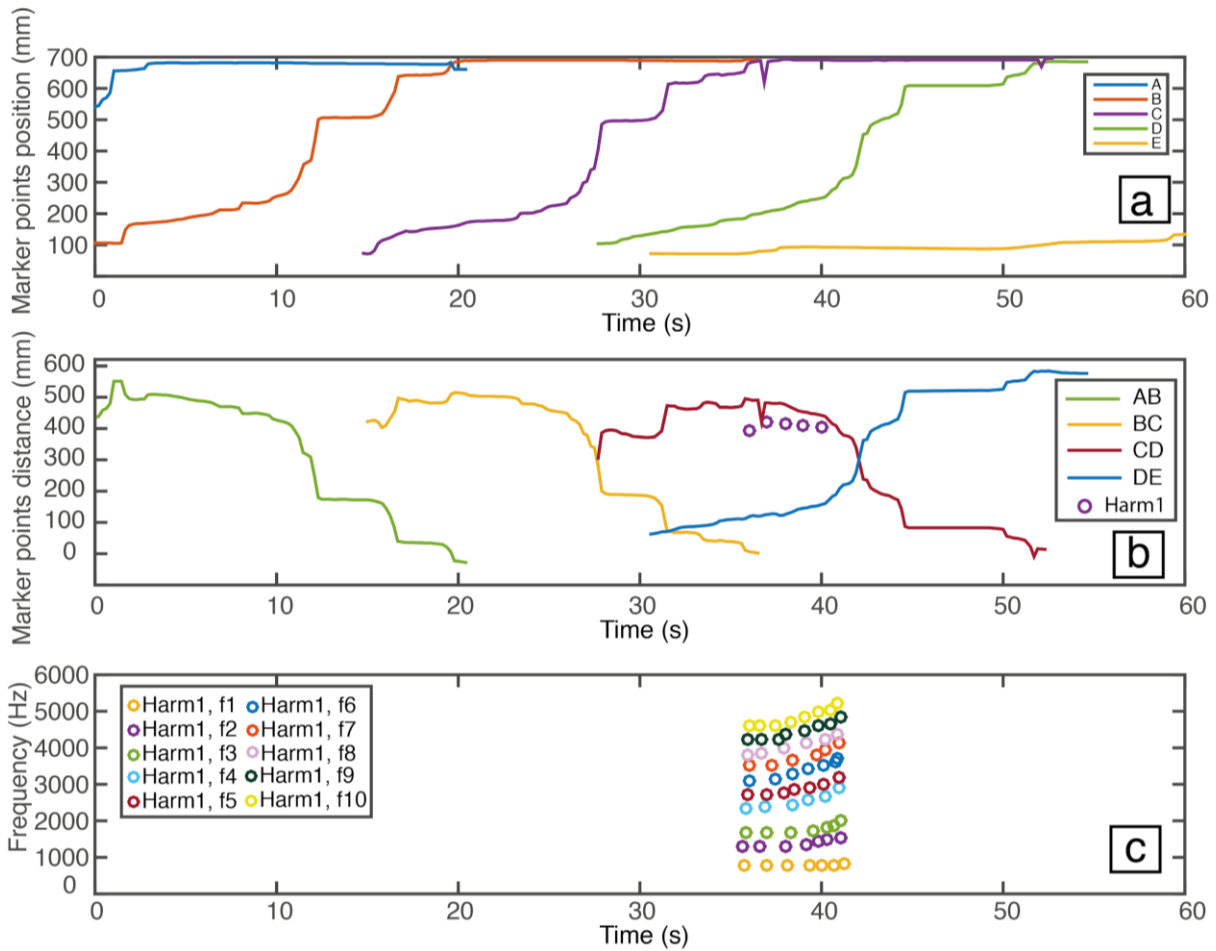 Marker points position (mm)
700
600
500
400
300
200
100
A
B
C
D
E
a
0 10 20 30 40 50 60
Time (s)
Marker points distance (mm)
600
500
400
300
200
100
0
AB
BC
CD
DE
Harm1
b
0 10 20 30 40 50 60
Time (s)
Frequency (Hz)
6000
5000
4000
3000
2000
1000
0
Harm1, f1 Harm1, f6
Harm1, f2 Harm1, f7
Harm1, f3 Harm1, f8
Harm1, f4 Harm1, f9
Harm1, f5 Harm1, f10
c
0 10 20 30 40 50 60
Time (s)